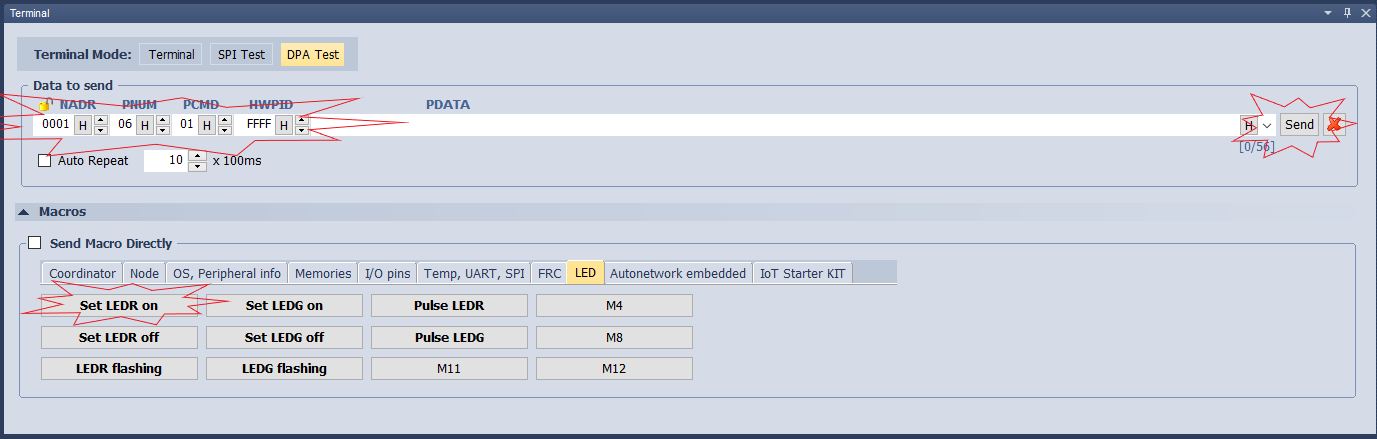 Terminal
Terminal Mode: Terminal SPI Test DPA Test
Data to send
NADR PNUM PCMD HWPID PDATA
0001 H 06 H 01 H FFFF H H Send
[0/56]
Auto Repeat 10 x 100ms
Macros
Send Macro Directly
Coordinator Node OS, Peripheral info Memories I/O pins Temp, UART, SPI FRC LED Autonetwork embedded IoT Starter KIT
Set LEDR on Set LEDG on Pulse LEDR M4
Set LEDR off Set LEDG off Pulse LEDG M8
LEDR flashing LEDG flashing M11 M12